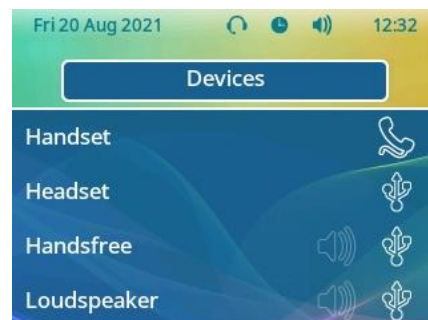 Fri 20 Aug 2021 12:32
Devices
Handset
Headset
Handsfree
Loudspeaker